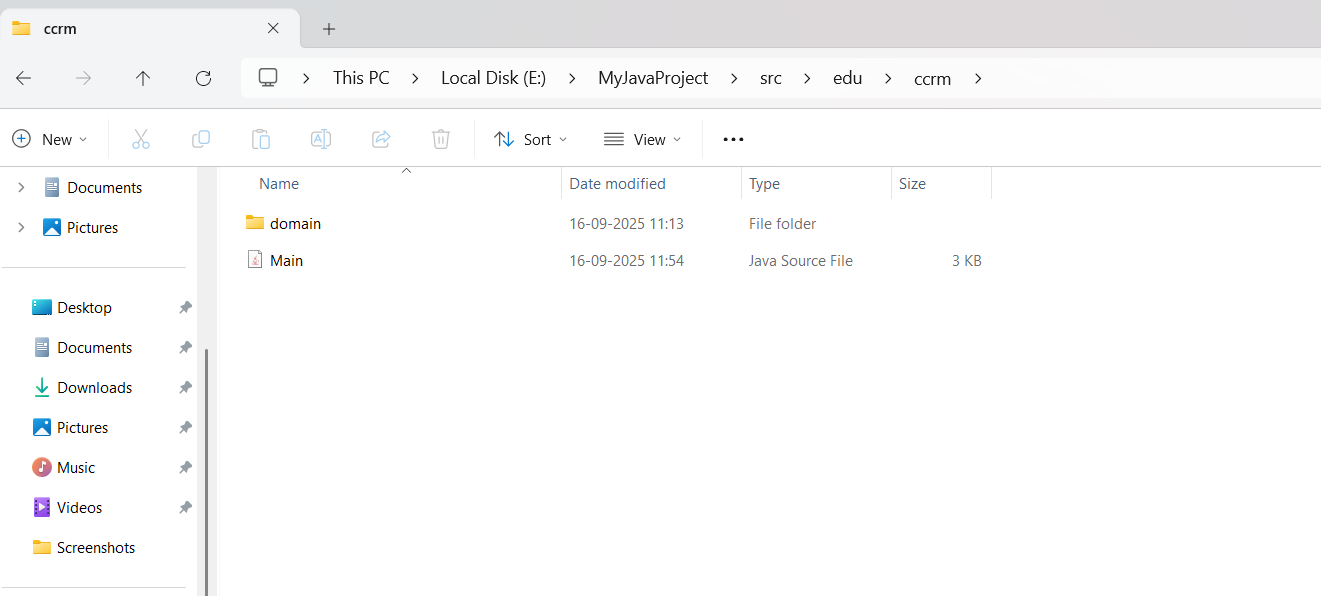 ccrm
This PC > Local Disk (E:) > MyJavaProject > src > edu > ccrm >
New
Sort
View
Documents
Pictures
Desktop
Documents
Downloads
Pictures
Music
Videos
Screenshots
Name Date modified Type Size
domain 16-09-2025 11:13 File folder
Main 16-09-2025 11:54 Java Source File 3 KB